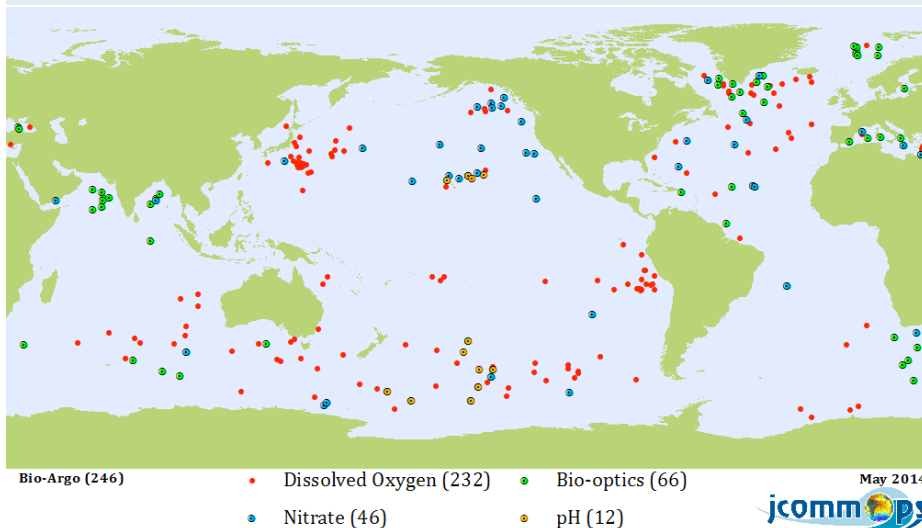 Bio-Argo (246)
Dissolved Oxygen (232)
Bio-optics (66)
May 2014
Nitrate (46)
pH (12)
jcommops